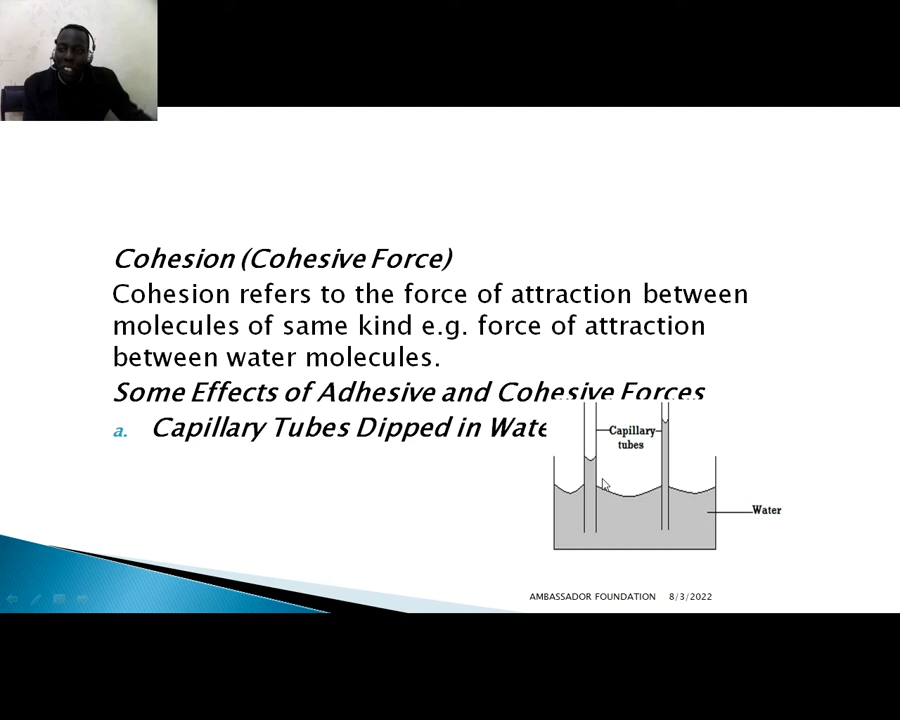 Cohesion (Cohesive Force)
Cohesion refers to the force of attraction between
molecules of same kind e.g. force of attraction
between water molecules.
Some Effects of Adhesive and Cohesive Forces
a. Capillary Tubes Dipped in Wate
Capillary
tubes
Water
AMBASSADOR FOUNDATION 8/3/2022